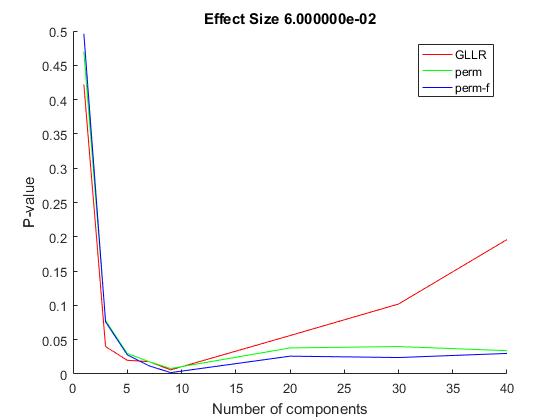 Effect Size 6.000000e-02
GLLR
perm
perm-f
0.5
0.45
0.4
0.35
0.3
0.25
0.2
0.15
0.1
0.05
0
P-value
0 5 10 15 20 25 30 35 40
Number of components